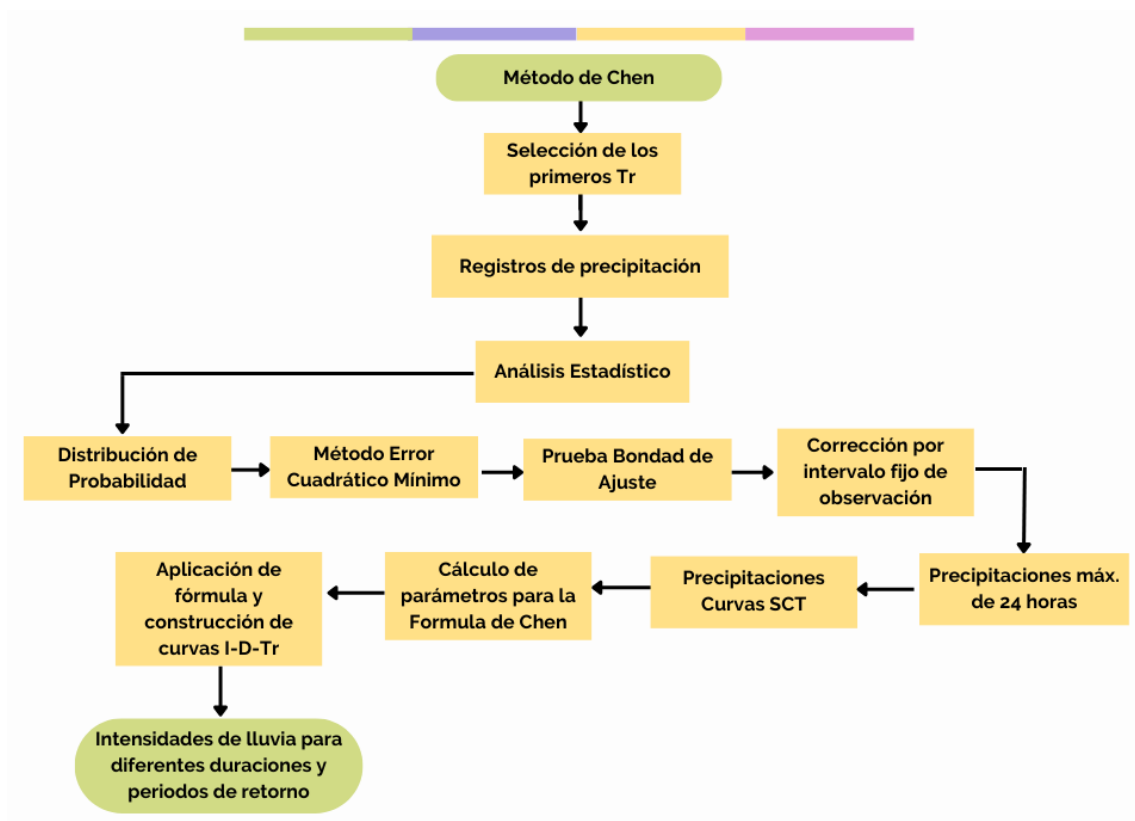 Método de Chen
Selección de los
primeros Tr
Registros de precipitación
Análisis Estadístico
Distribución de
Probabilidad
Método Error
Cuadrático Mínimo
Prueba Bondad de
Ajuste
Corrección por
intervalo fijo de
observación
Precipitaciones máx.
de 24 horas
Precipitaciones
Curvas SCT
Cálculo de
parámetros para la
Formula de Chen
Aplicación de
fórmula y
construcción de
curvas I-D-Tr
Intensidades de lluvia para
diferentes duraciones y
periodos de retorno